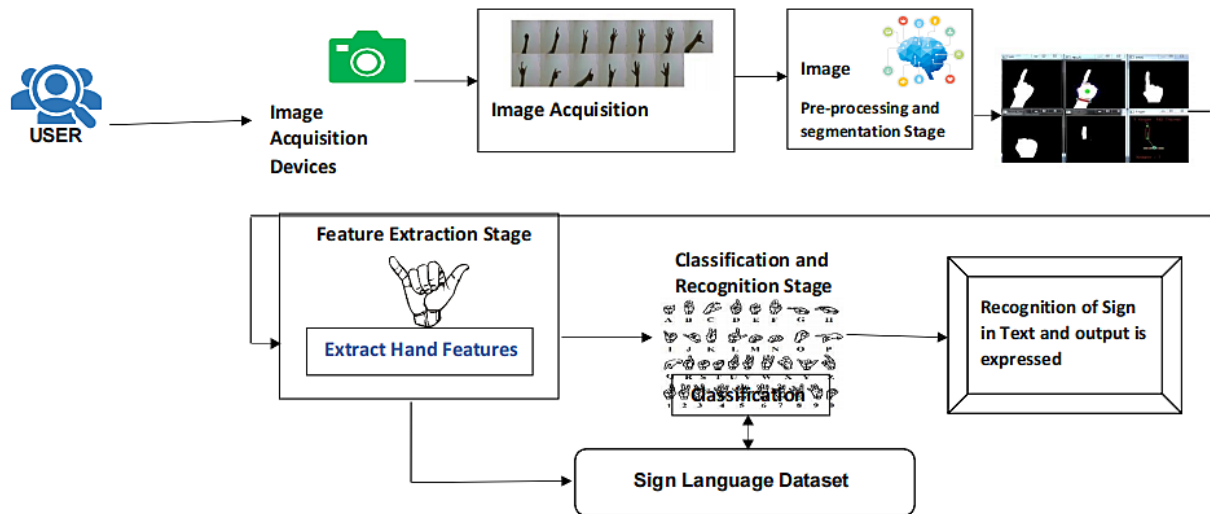 USER
Image
Acquisition
Devices
Image Acquisition
Image
Pre-processing and
segmentation Stage
Feature Extraction Stage
Extract Hand Features
Classification and
Recognition Stage
A B C D E F G H
I J K L M N O P
Classification
Sign Language Dataset
Recognition of Sign
in Text and output is
expressed